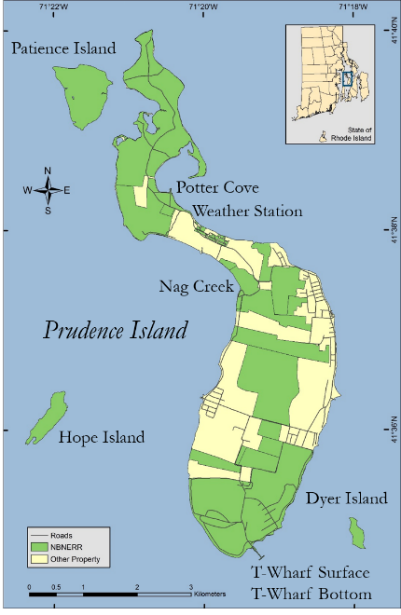 71°22'W
71°20'W
71°18'W
41°40'N
Patience Island
State of
Rhode Island
N
W E
S
Potter Cove
Weather Station
41°38'N
Nag Creek
Prudence Island
Hope Island
41°36'N
Dyer Island
Roads
NBNERR
Other Property
0 0.5 1 2 3
Kilometers
T-Wharf Surface
T-Wharf Bottom